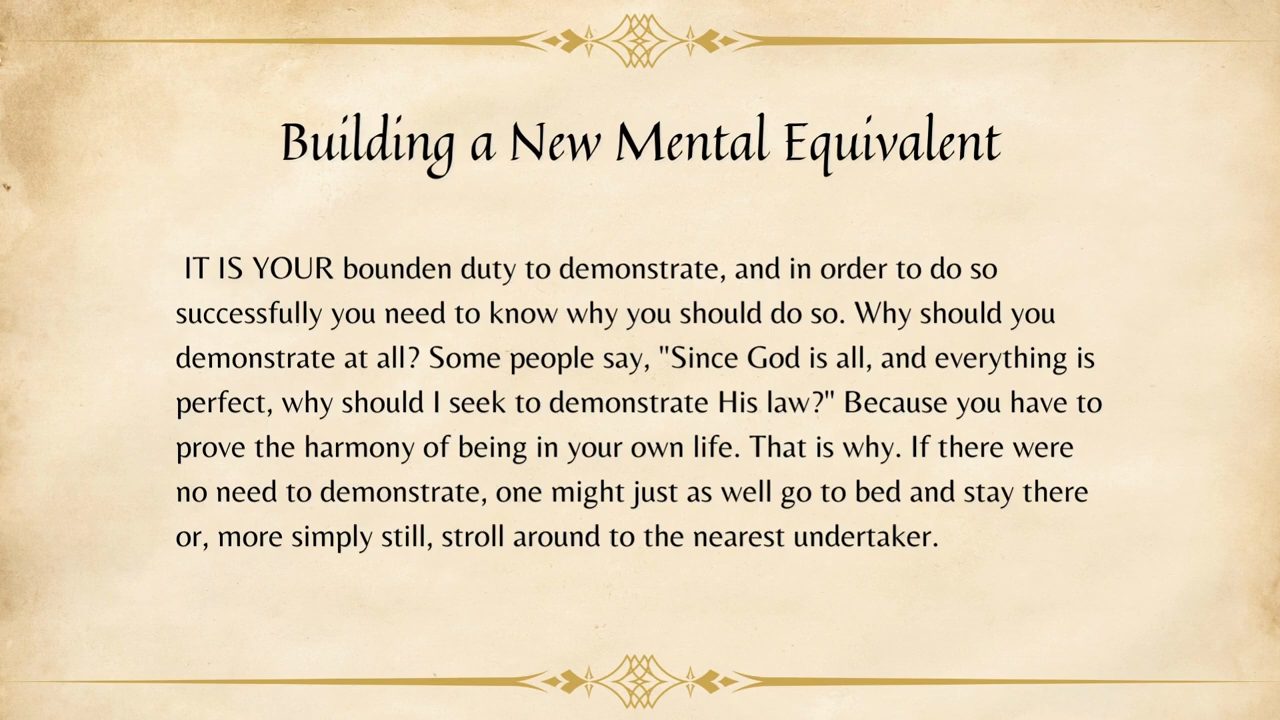 Building a New Mental Equivalent
IT IS YOUR bounden duty to demonstrate, and in order to do so
successfully you need to know why you should do so. Why should you
demonstrate at all? Some people say, "Since God is all, and everything is
perfect, why should I seek to demonstrate His law?" Because you have to
prove the harmony of being in your own life. That is why. If there were
no need to demonstrate, one might just as well go to bed and stay there
or, more simply still, stroll around to the nearest undertaker.